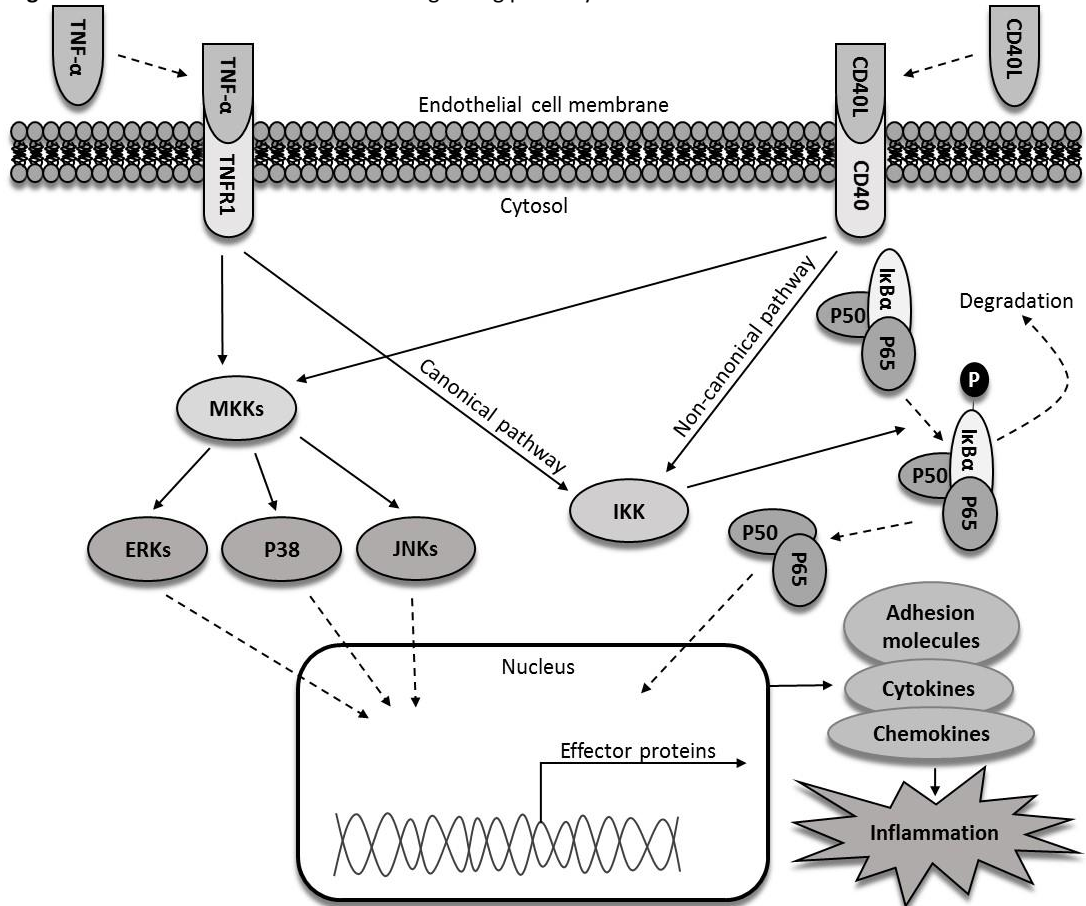 TNF-α
TNF-α
CD40L
CD40L
Endothelial cell membrane
TNFR1
CD40
Cytosol
Canonical pathway
Non-canonical pathway
IκBα
P50
P65
Degradation
P
IκBα
P50
P65
MKKs
IKK
ERKs
P38
JNKs
P50
P65
Adhesion
molecules
Cytokines
Chemokines
Nucleus
Effector proteins
Inflammation